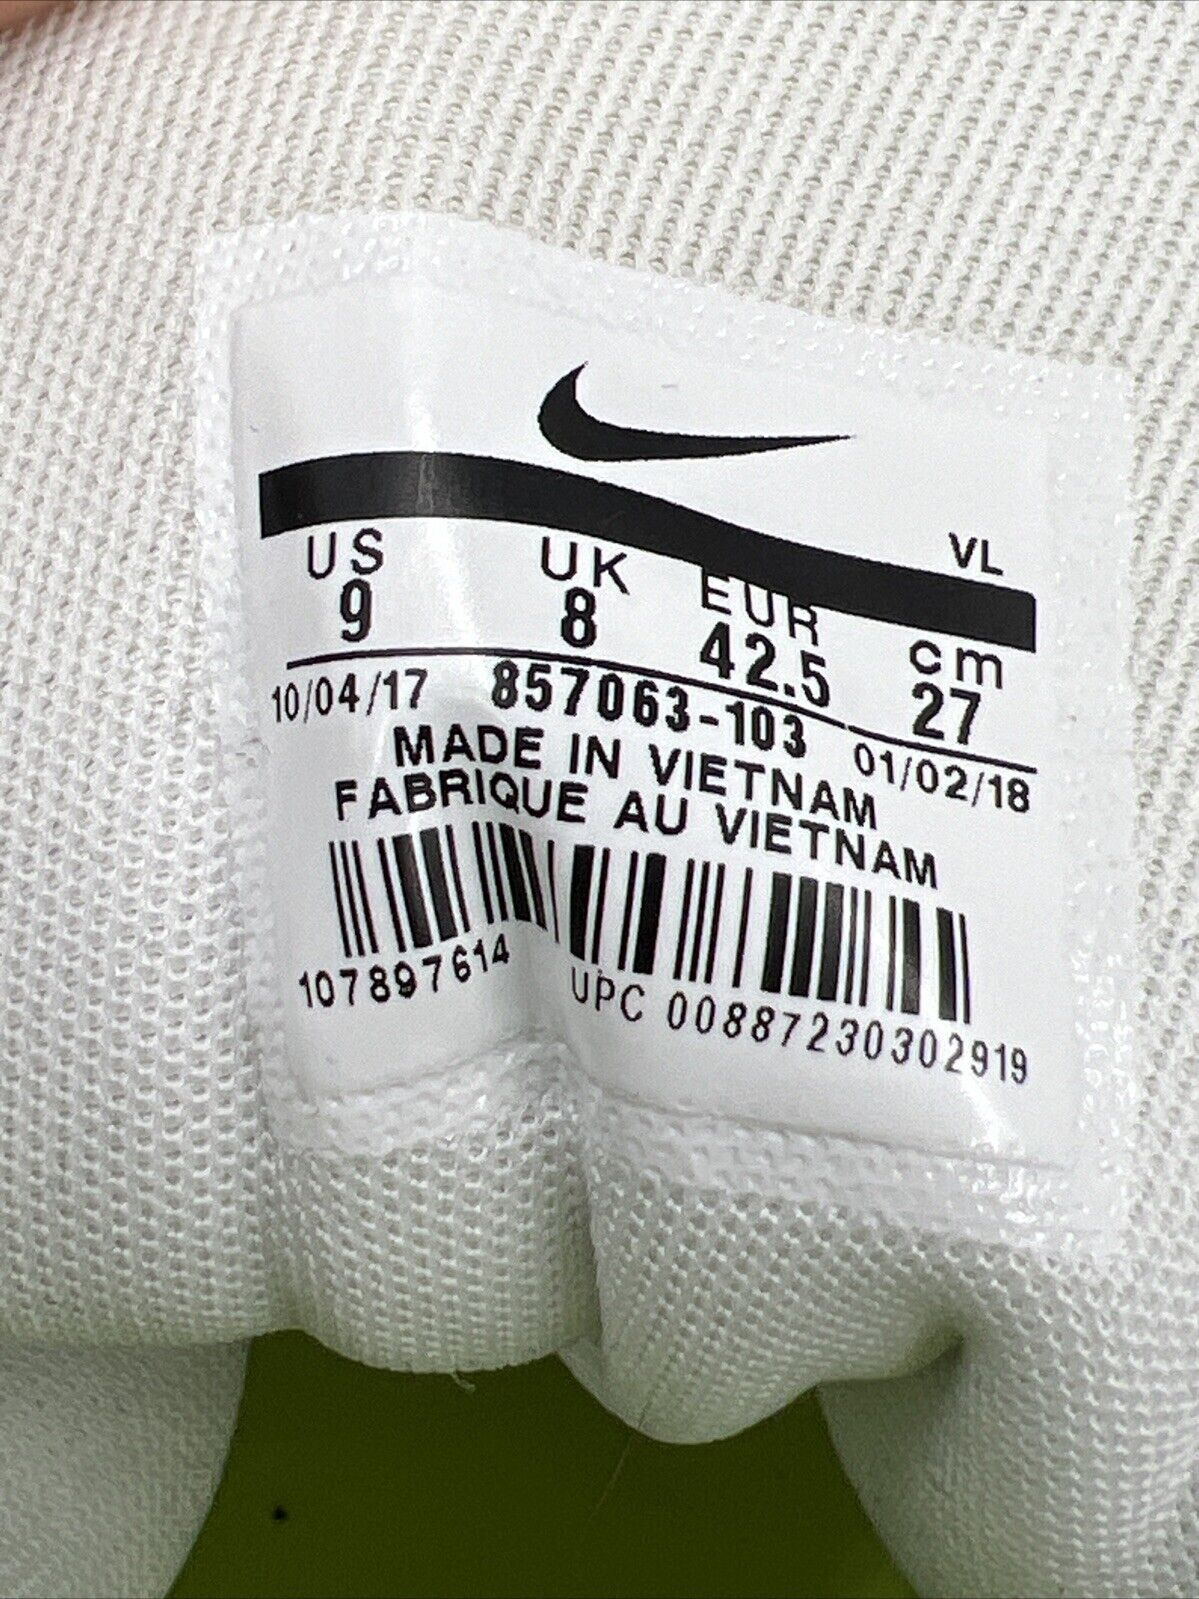 VL
US UK EUR cm
9 8 42.5 27
10/04/17 857063-103 01/02/18
MADE IN VIETNAM
FABRIQUE AU VIETNAM
107897614 UPC 00887230302919